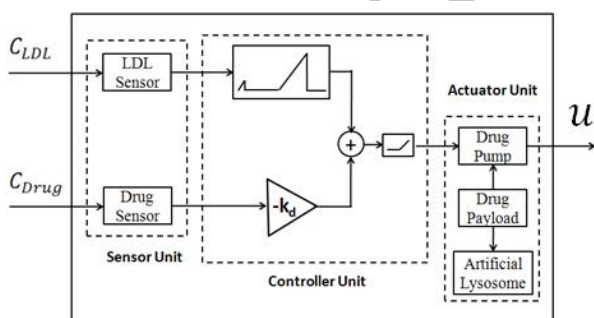 C_LDL
LDL
Sensor
Actuator Unit
+
Drug
Pump
u
C_Drug
Drug
Sensor
-k_d
Drug
Payload
Artificial
Lysosome
Sensor Unit
Controller Unit